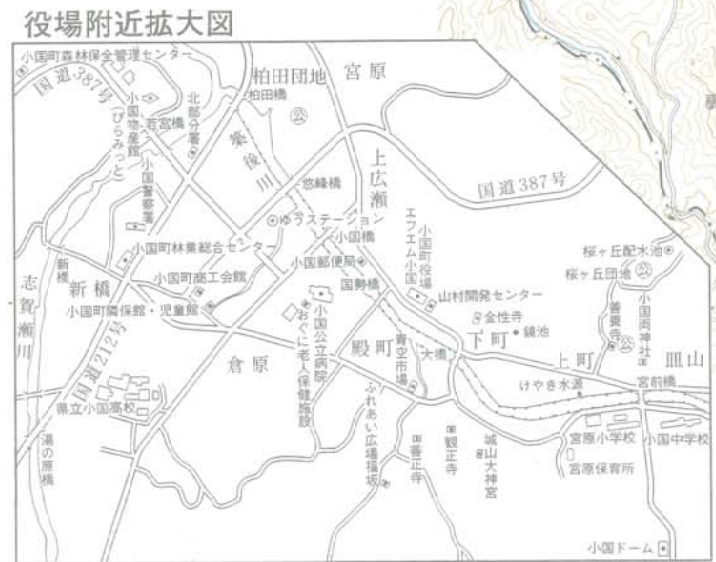 役場附近拡大図
小国町森林保全管理センター
国道387号
小国物産館
(ぴらみっと)
若宮橋
北部分署
柏田団地
柏田橋
宮原
公
筑後川
小国警察署
悠峰橋
上広瀬
国道387号
ゆうステーション
小国橋
小国町林業総合センター
小国郵便局
小国町役場
エフエム小国
桜ヶ丘配水池
桜ヶ丘団地
公
新橋
志賀瀬川
新橋
小国町商工会館
国勢橋
山村開発センター
小国町隣保館・児童館
小国公立病院
おぐに老人保健施設
金性寺
鏡池
下町
善養寺
公
小国両神社
国道212号
倉原
殿町
青空市場
大橋
上町
皿山
けやき水源
宮前橋
県立小国高校
ふれあい広場福坂
善正寺
観正寺
城山大神宮
宮原小学校
小国中学校
宮原保育所
湯の原橋
小国ドーム